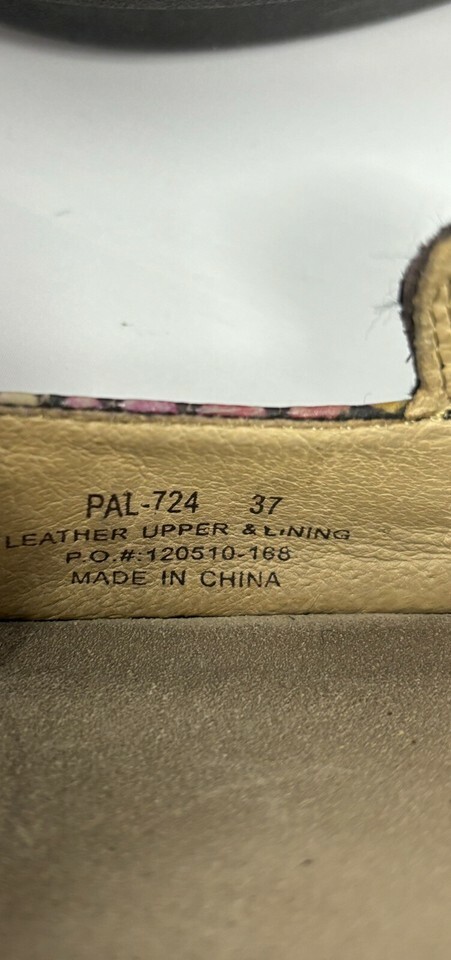 PAL-724 37
LEATHER UPPER & LINING
P.O.#:120510-168
MADE IN CHINA